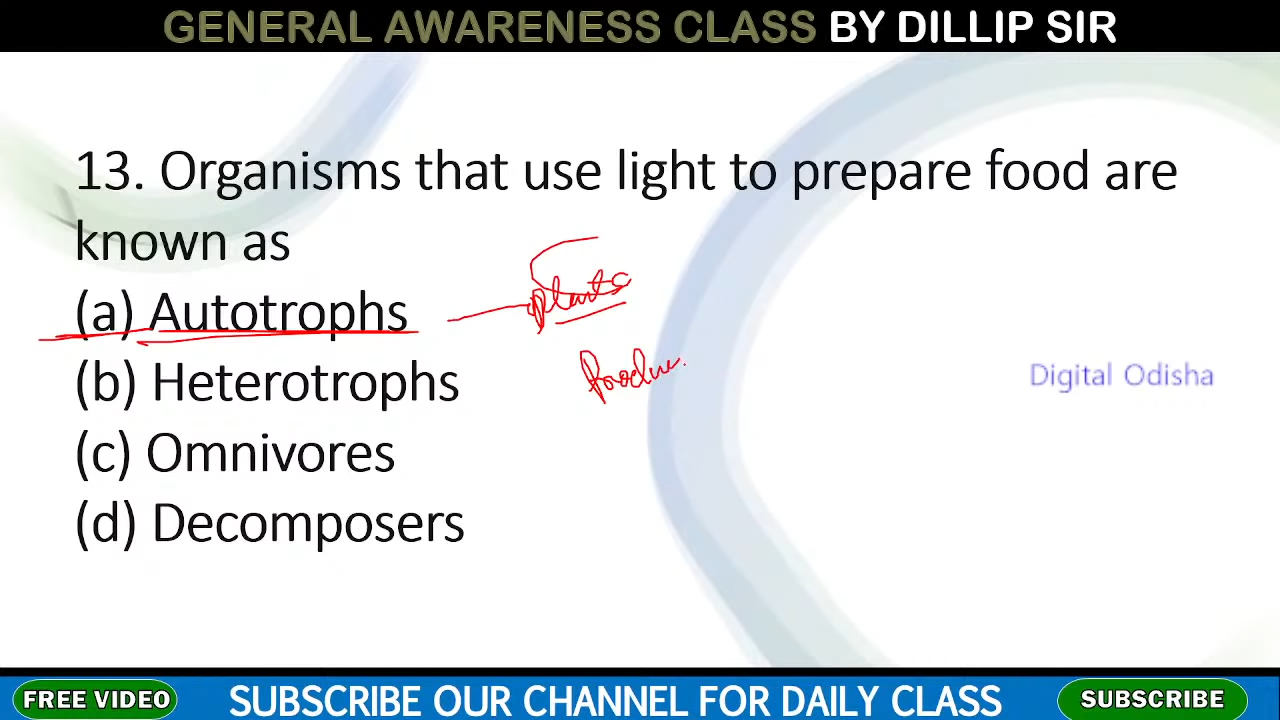 GENERAL AWARENESS CLASS BY DILLIP SIR
13. Organisms that use light to prepare food are
known as
(a) Autotrophs
plants
(b) Heterotrophs
Produc
Digital Odisha
(c) Omnivores
(d) Decomposers
FREE VIDEO
SUBSCRIBE OUR CHANNEL FOR DAILY CLASS
SUBSCRIBE